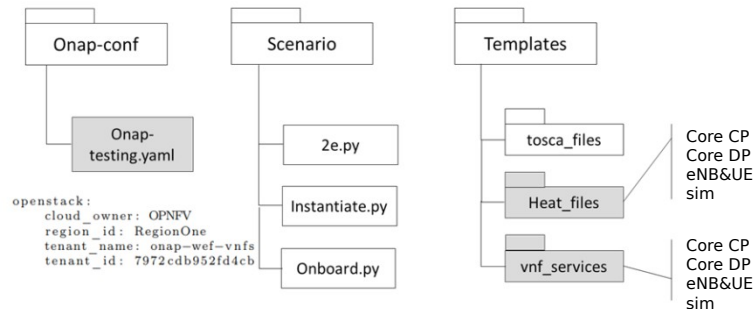 Onap-conf
Onap-
testing.yaml
openstack:
cloud_owner: OPNFV
region_id: RegionOne
tenant_name: onap-wef-vnfs
tenant_id: 7972cdb952fd4cb
Scenario
2e.py
Instantiate.py
Onboard.py
Templates
tosca_files
Heat_files
vnf_services
Core CP
Core DP
eNB&UE
sim
Core CP
Core DP
eNB&UE
sim